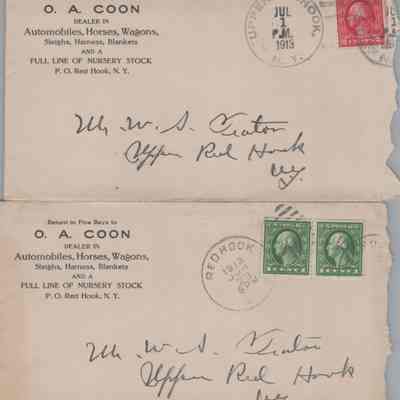 O. A. COON
DEALER IN
Automobiles, Horses, Wagons,
Sleighs, Harness, Blankets
AND A
FULL LINE OF NURSERY STOCK
P. O. Red Hook, N. Y.
UPPER HOOK,
JUL
1
P.M.
1913
N. Y.
Mr. W. S. Teator
Upper Red Hook
NY.
Return in Five Days to
O. A. COON
DEALER IN
Automobiles, Horses, Wagons,
Sleighs, Harness, Blankets
AND A
FULL LINE OF NURSERY STOCK
P. O. Red Hook, N. Y.
RED HOOK
1913
Mr. W. S. Teator
Upper Red Hook